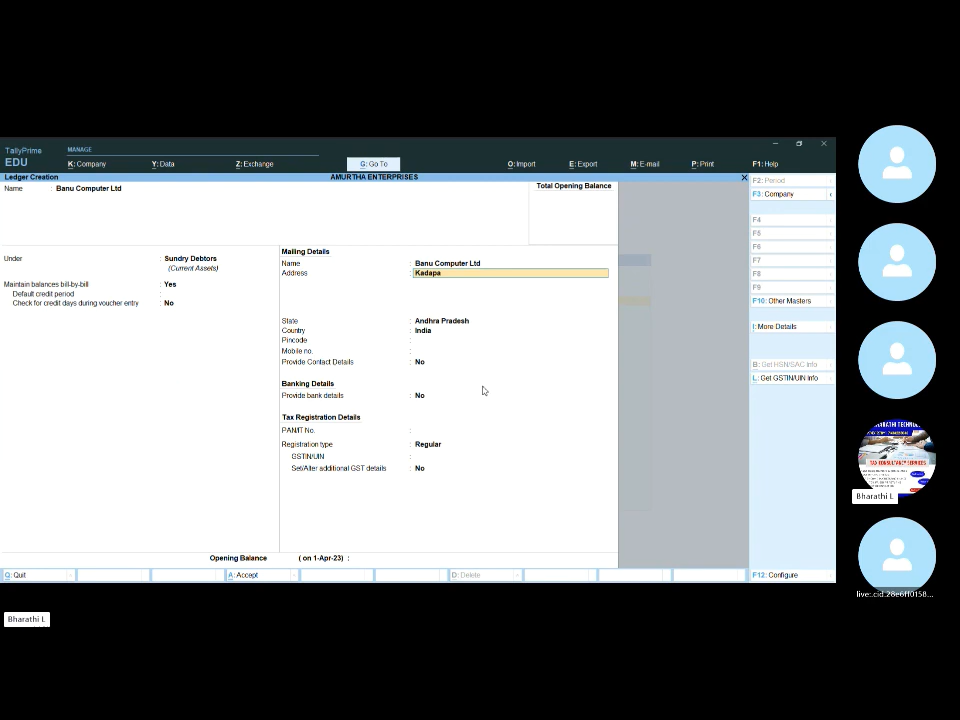 TallyPrime
EDU
MANAGE
K: Company
Y: Data
Z: Exchange
G: Go To
O: Import
E: Export
M: E-mail
P: Print
F1: Help
Ledger Creation
AMURTHA ENTERPRISES
X
Name : Banu Computer Ltd
Total Opening Balance
Under : Sundry Debtors
(Current Assets)
Maintain balances bill-by-bill : Yes
Default credit period :
Check for credit days during voucher entry : No
Mailing Details
Name : Banu Computer Ltd
Address : Kadapa
State : Andhra Pradesh
Country : India
Pincode :
Mobile no. :
Provide Contact Details : No
Banking Details
Provide bank details : No
Tax Registration Details
PAN/IT No. :
Registration type : Regular
GSTIN/UIN :
Set/Alter additional GST details : No
Opening Balance ( on 1-Apr-23) :
F2: Period
F3: Company
F4
F5
F6
F7
F8
F9
F10: Other Masters
I: More Details
B: Get HSN/SAC Info
L: Get GSTIN/UIN Info
Q: Quit
A: Accept
D: Delete
F12: Configure
TAX CONSULTANCY SERVICES
Bharathi L
live:.cid.28e6ff0158...
Bharathi L